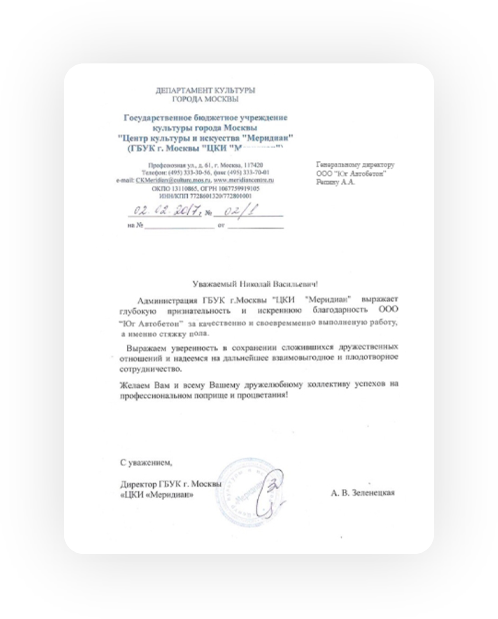 ДЕПАРТАМЕНТ КУЛЬТУРЫ
ГОРОДА МОСКВЫ
Государственное бюджетное учреждение
культуры города Москвы
"Центр культуры и искусства "Меридиан"
(ГБУК г. Москвы "ЦКИ "М
Профсоюзная ул., д. 61, г. Москва, 117420
Телефон: (495) 333-30-56, факс (495) 333-70-01
e-mail: CKMeridian@culture.mos.ru, www.meridiancentre.ru
ОКПО 13110865, ОГРН 1067759919105
ИНН/КПП 7728601320/772801001
02.02.2017г. № 02/1
на № от
Генеральному директору
ООО "Юг Автобетон"
Репину А.А.
Уважаемый Николай Васильевич!
Администрация ГБУК г.Москвы "ЦКИ "Меридиан" выражает
глубокую признательность и искреннюю благодарность ООО
"Юг Автобетон" за качественно и своевременно выполненую работу,
а именно стяжку пола.
Выражаем уверенность в сохранении сложившихся дружественных
отношений и надеемся на дальнейшее взаимовыгодное и плодотворное
сотрудничество.
Желаем Вам и всему Вашему дружелюбному коллективу успехов на
профессиональном поприще и процветания!
С уважением,
Директор ГБУК г. Москвы
«ЦКИ «Меридиан»
А. В. Зеленецкая